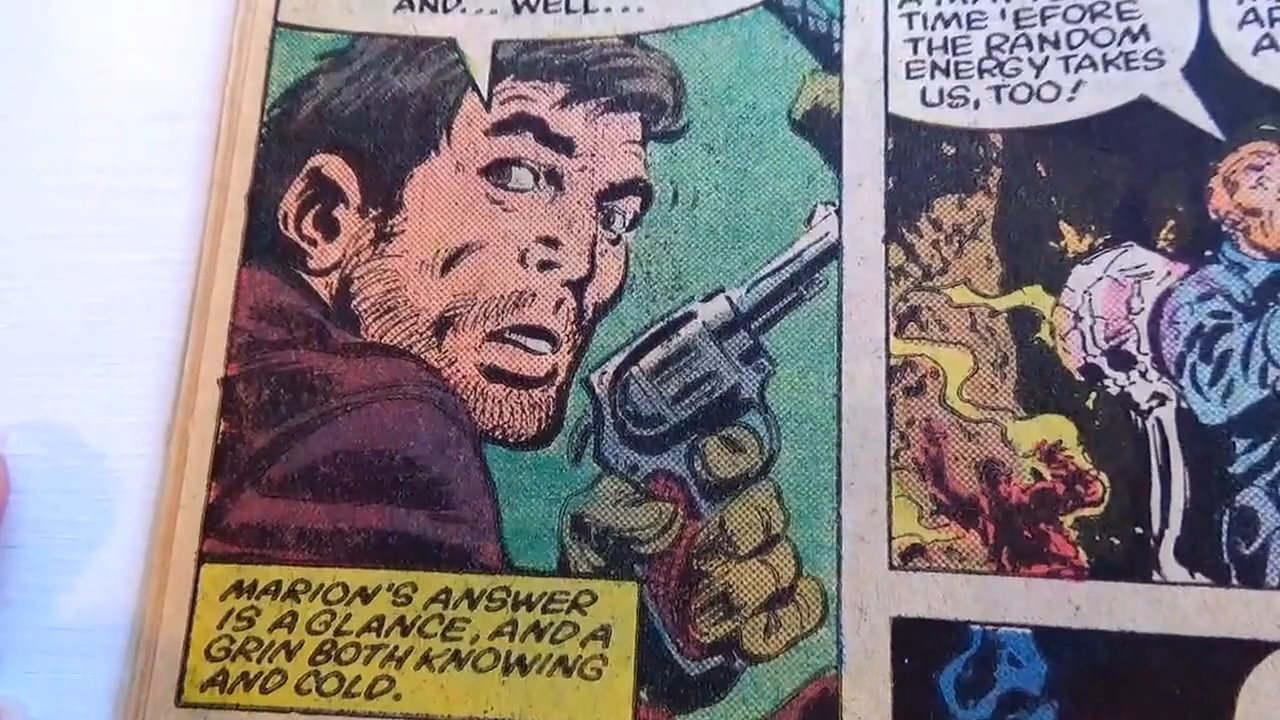 AND... WELL...
MARION'S ANSWER
IS A GLANCE, AND A
GRIN BOTH KNOWING
AND COLD.
TIME 'EFORE
THE RANDOM
ENERGY TAKES
US, TOO!